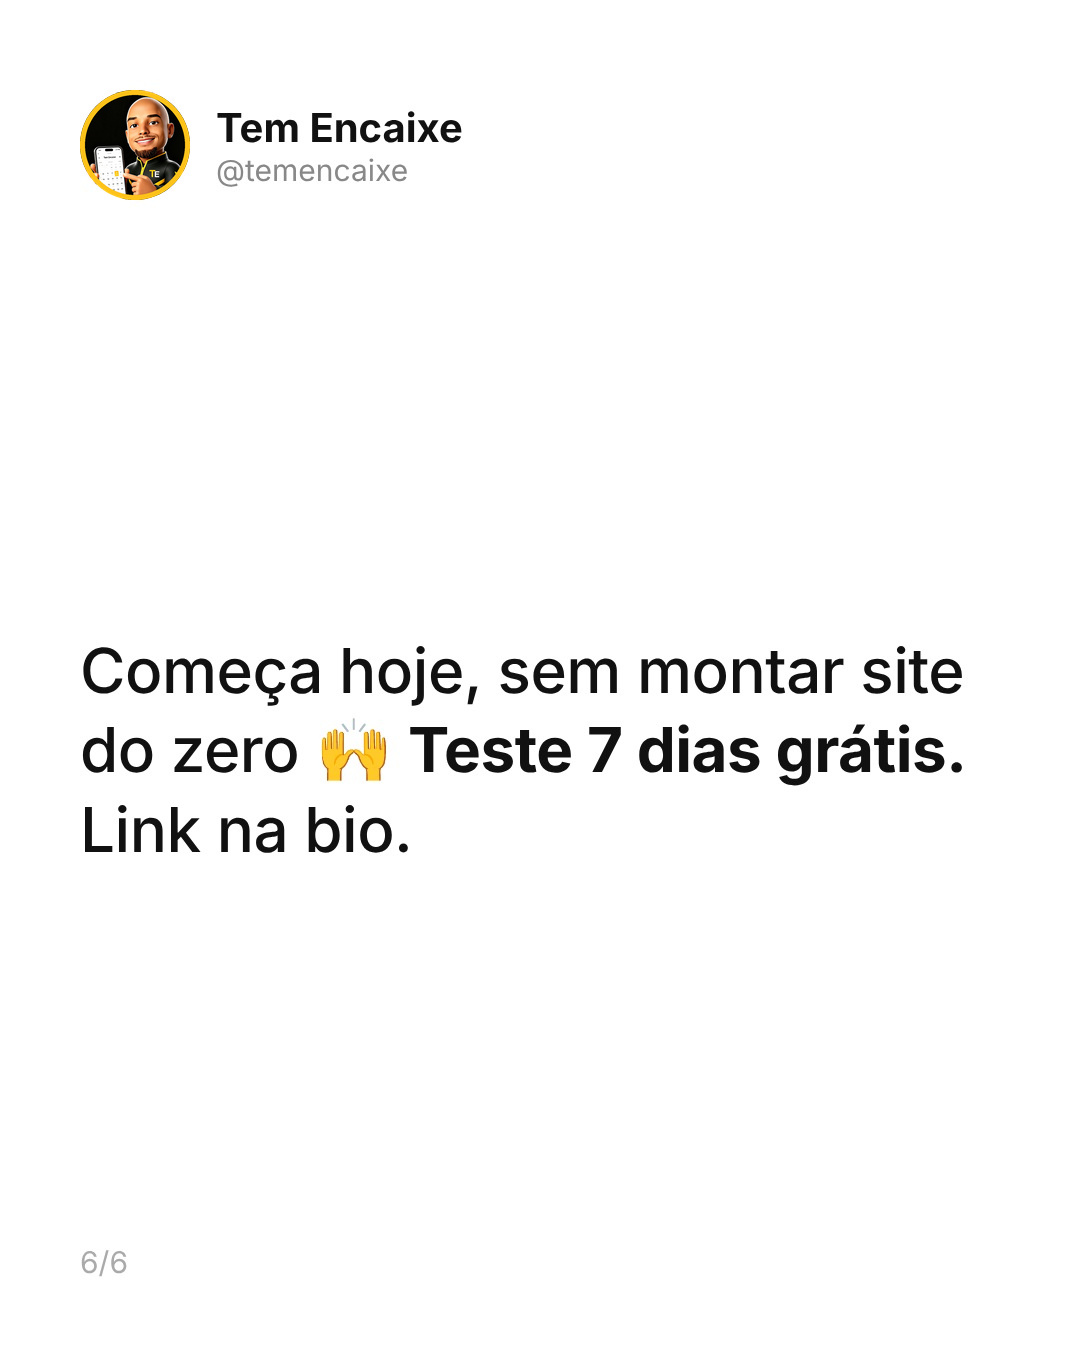 Tem Encaixe
@temencaixe
TE
Começa hoje, sem montar site
do zero 🙌 Teste 7 dias grátis.
Link na bio.
6/6